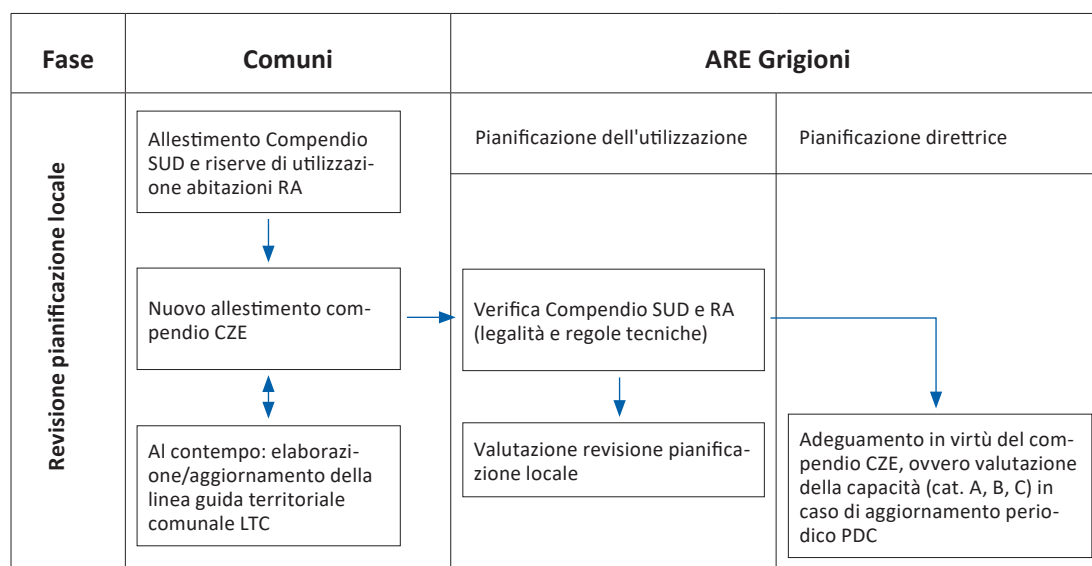 Fase
Comuni
ARE Grigioni
Revisione pianificazione locale
Allestimento Compendio
SUD e riserve di utilizzazi-
one abitazioni RA
Pianificazione dell'utilizzazione
Pianificazione direttrice
Nuovo allestimento com-
pendio CZE
Verifica Compendio SUD e RA
(legalità e regole tecniche)
Al contempo: elaborazi-
one/aggiornamento della
linea guida territoriale
comunale LTC
Valutazione revisione pianifica-
zione locale
Adeguamento in virtù del com-
pendio CZE, ovvero valutazione
della capacità (cat. A, B, C) in
caso di aggiornamento perio-
dico PDC